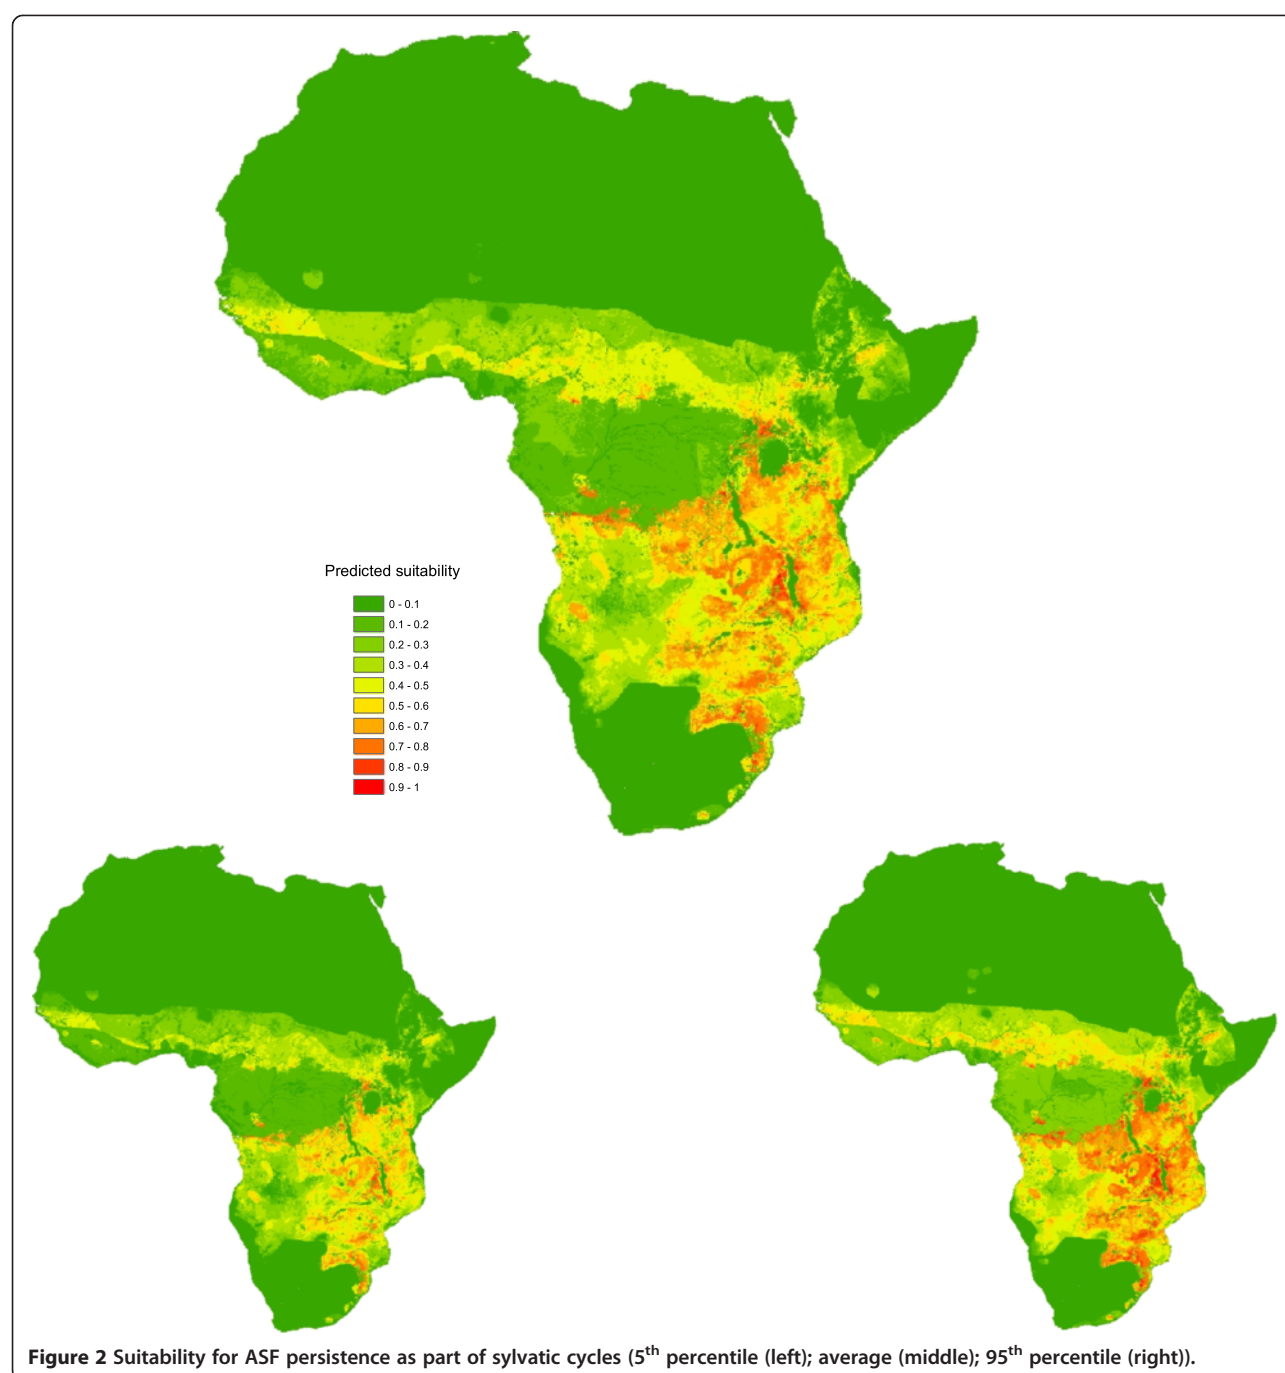 Predicted suitability
0 - 0.1
0.1 - 0.2
0.2 - 0.3
0.3 - 0.4
0.4 - 0.5
0.5 - 0.6
0.6 - 0.7
0.7 - 0.8
0.8 - 0.9
0.9 - 1
Figure 2 Suitability for ASF persistence as part of sylvatic cycles (5th percentile (left); average (middle); 95th percentile (right)).